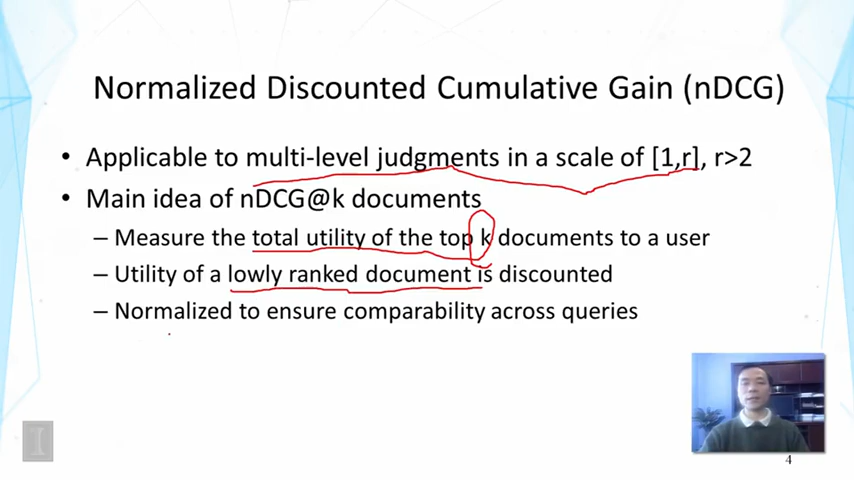 Normalized Discounted Cumulative Gain (nDCG)
• Applicable to multi-level judgments in a scale of [1,r], r>2
• Main idea of nDCG@k documents
– Measure the total utility of the top k documents to a user
– Utility of a lowly ranked document is discounted
– Normalized to ensure comparability across queries
I
4